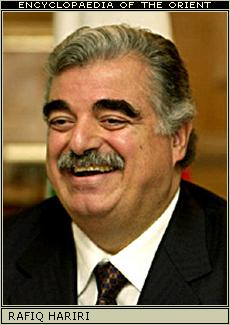 ENCYCLOPAEDIA OF THE ORIENT
RAFIQ HARIRI